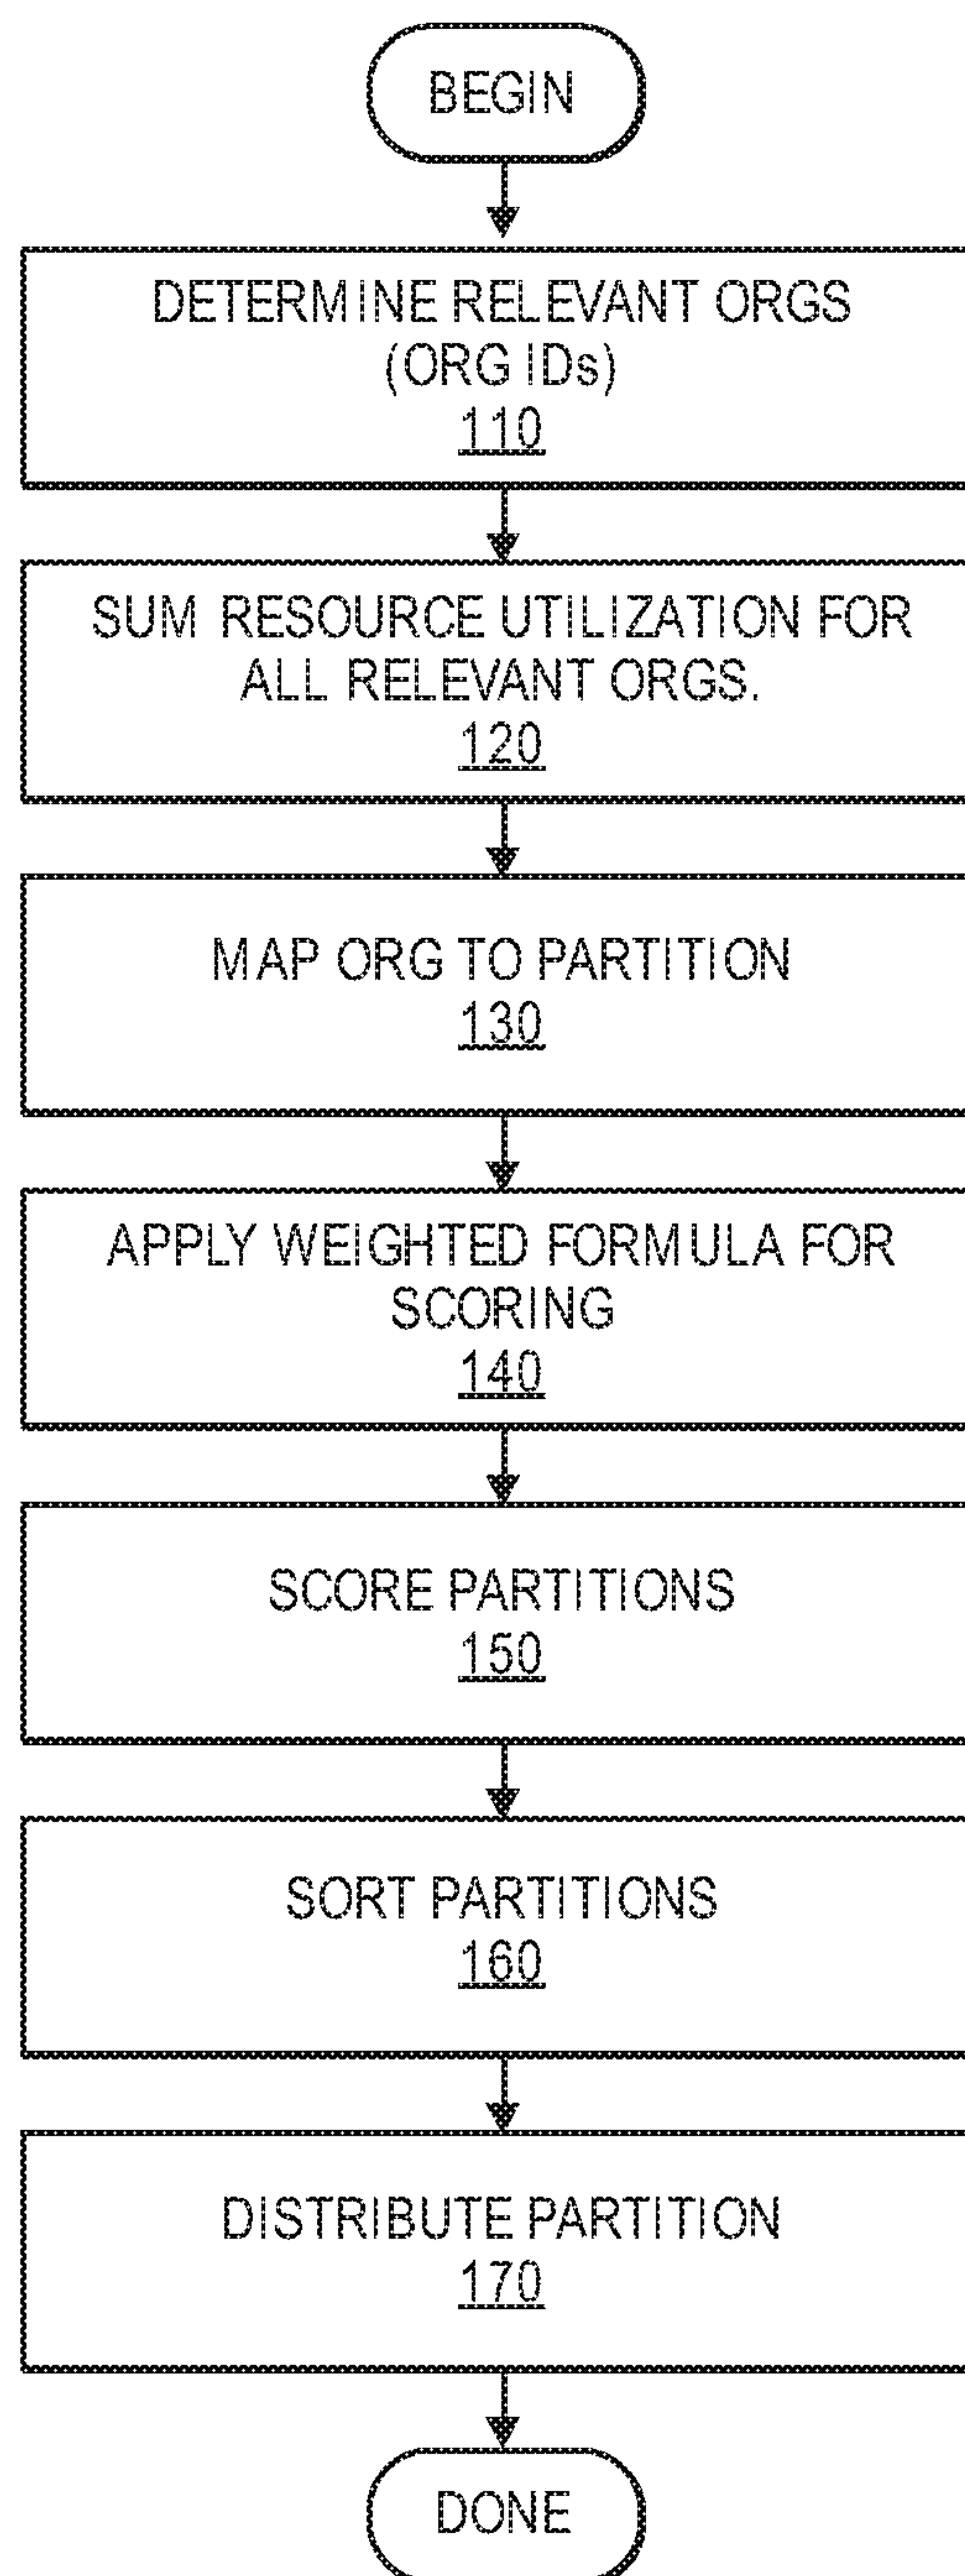 BEGIN
DETERMINE RELEVANT ORGS
(ORG IDs)
110
SUM RESOURCE UTILIZATION FOR
ALL RELEVANT ORGS.
120
MAP ORG TO PARTITION
130
APPLY WEIGHTED FORMULA FOR
SCORING
140
SCORE PARTITIONS
150
SORT PARTITIONS
160
DISTRIBUTE PARTITION
170
DONE